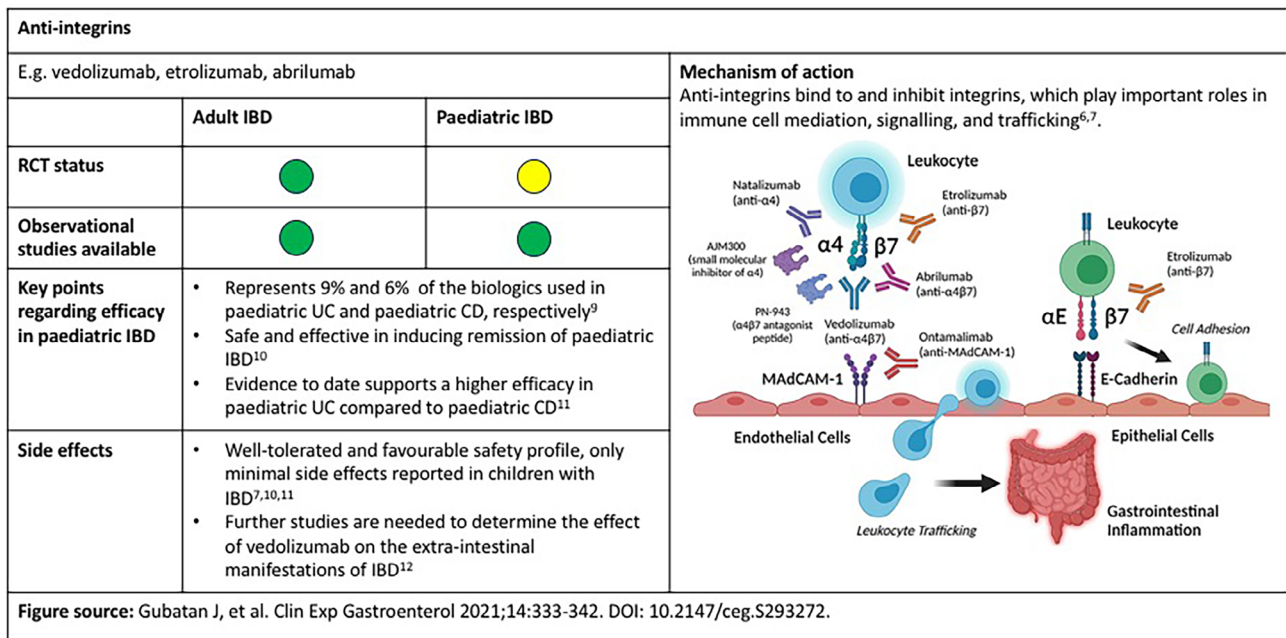 Anti-integrins
E.g. vedolizumab, etrolizumab, abrilumab
Adult IBD
Paediatric IBD
RCT status
Observational
studies available
Key points
regarding efficacy
in paediatric IBD
• Represents 9% and 6% of the biologics used in
paediatric UC and paediatric CD, respectively⁹
• Safe and effective in inducing remission of paediatric
IBD¹⁰
• Evidence to date supports a higher efficacy in
paediatric UC compared to paediatric CD¹¹
Side effects
• Well-tolerated and favourable safety profile, only
minimal side effects reported in children with
IBD⁷,¹⁰,¹¹
• Further studies are needed to determine the effect
of vedolizumab on the extra-intestinal
manifestations of IBD¹²
Mechanism of action
Anti-integrins bind to and inhibit integrins, which play important roles in
immune cell mediation, signalling, and trafficking⁶,⁷.
Leukocyte
Natalizumab
(anti-α4)
Etrolizumab
(anti-β7)
α4
β7
AJM300
(small molecular
inhibitor of α4)
Abrilumab
(anti-α4β7)
PN-943
(α4β7 antagonist
peptide)
Vedolizumab
(anti-α4β7)
Ontamalimab
(anti-MAdCAM-1)
MAdCAM-1
Endothelial Cells
Leukocyte
Etrolizumab
(anti-β7)
αE
β7
Cell Adhesion
E-Cadherin
Epithelial Cells
Leukocyte Trafficking
Gastrointestinal
Inflammation
Figure source: Gubatan J, et al. Clin Exp Gastroenterol 2021;14:333-342. DOI: 10.2147/ceg.S293272.